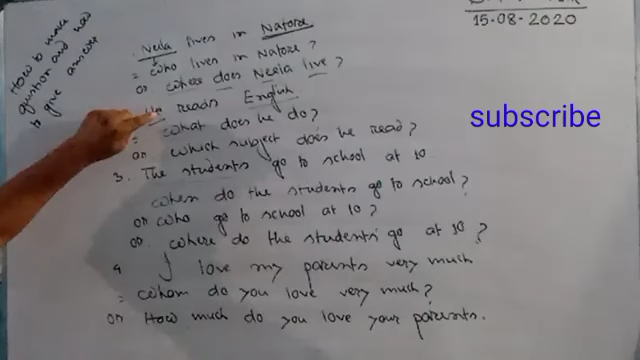 15-08-2020
How to make
question and how
to give answer
. Neela lives in Natore.
= Who lives in Natore?
or where does Neela live?
He reads English.
= What does he do?
or Which subject does he read?
3. The students go to school at 10.
When do the students go to school?
or Who go to school at 10?
or. Where do the students go at 10?
4 I love my parents very much
= Whom do you love very much?
or How much do you love your parents.
subscribe